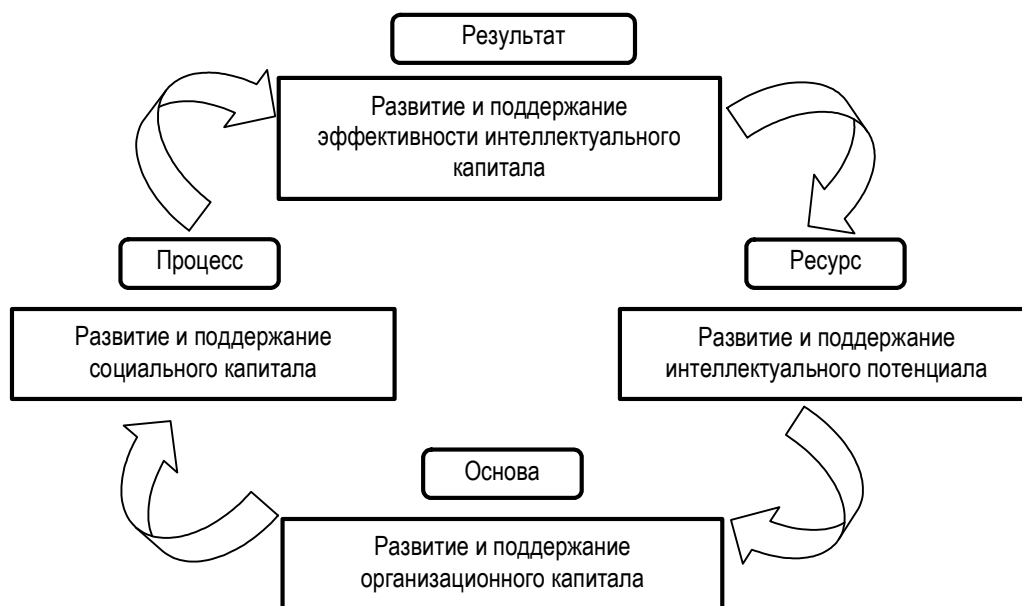 Результат
Развитие и поддержание
эффективности интеллектуального
капитала
Процесс
Ресурс
Развитие и поддержание
социального капитала
Развитие и поддержание
интеллектуального потенциала
Основа
Развитие и поддержание
организационного капитала